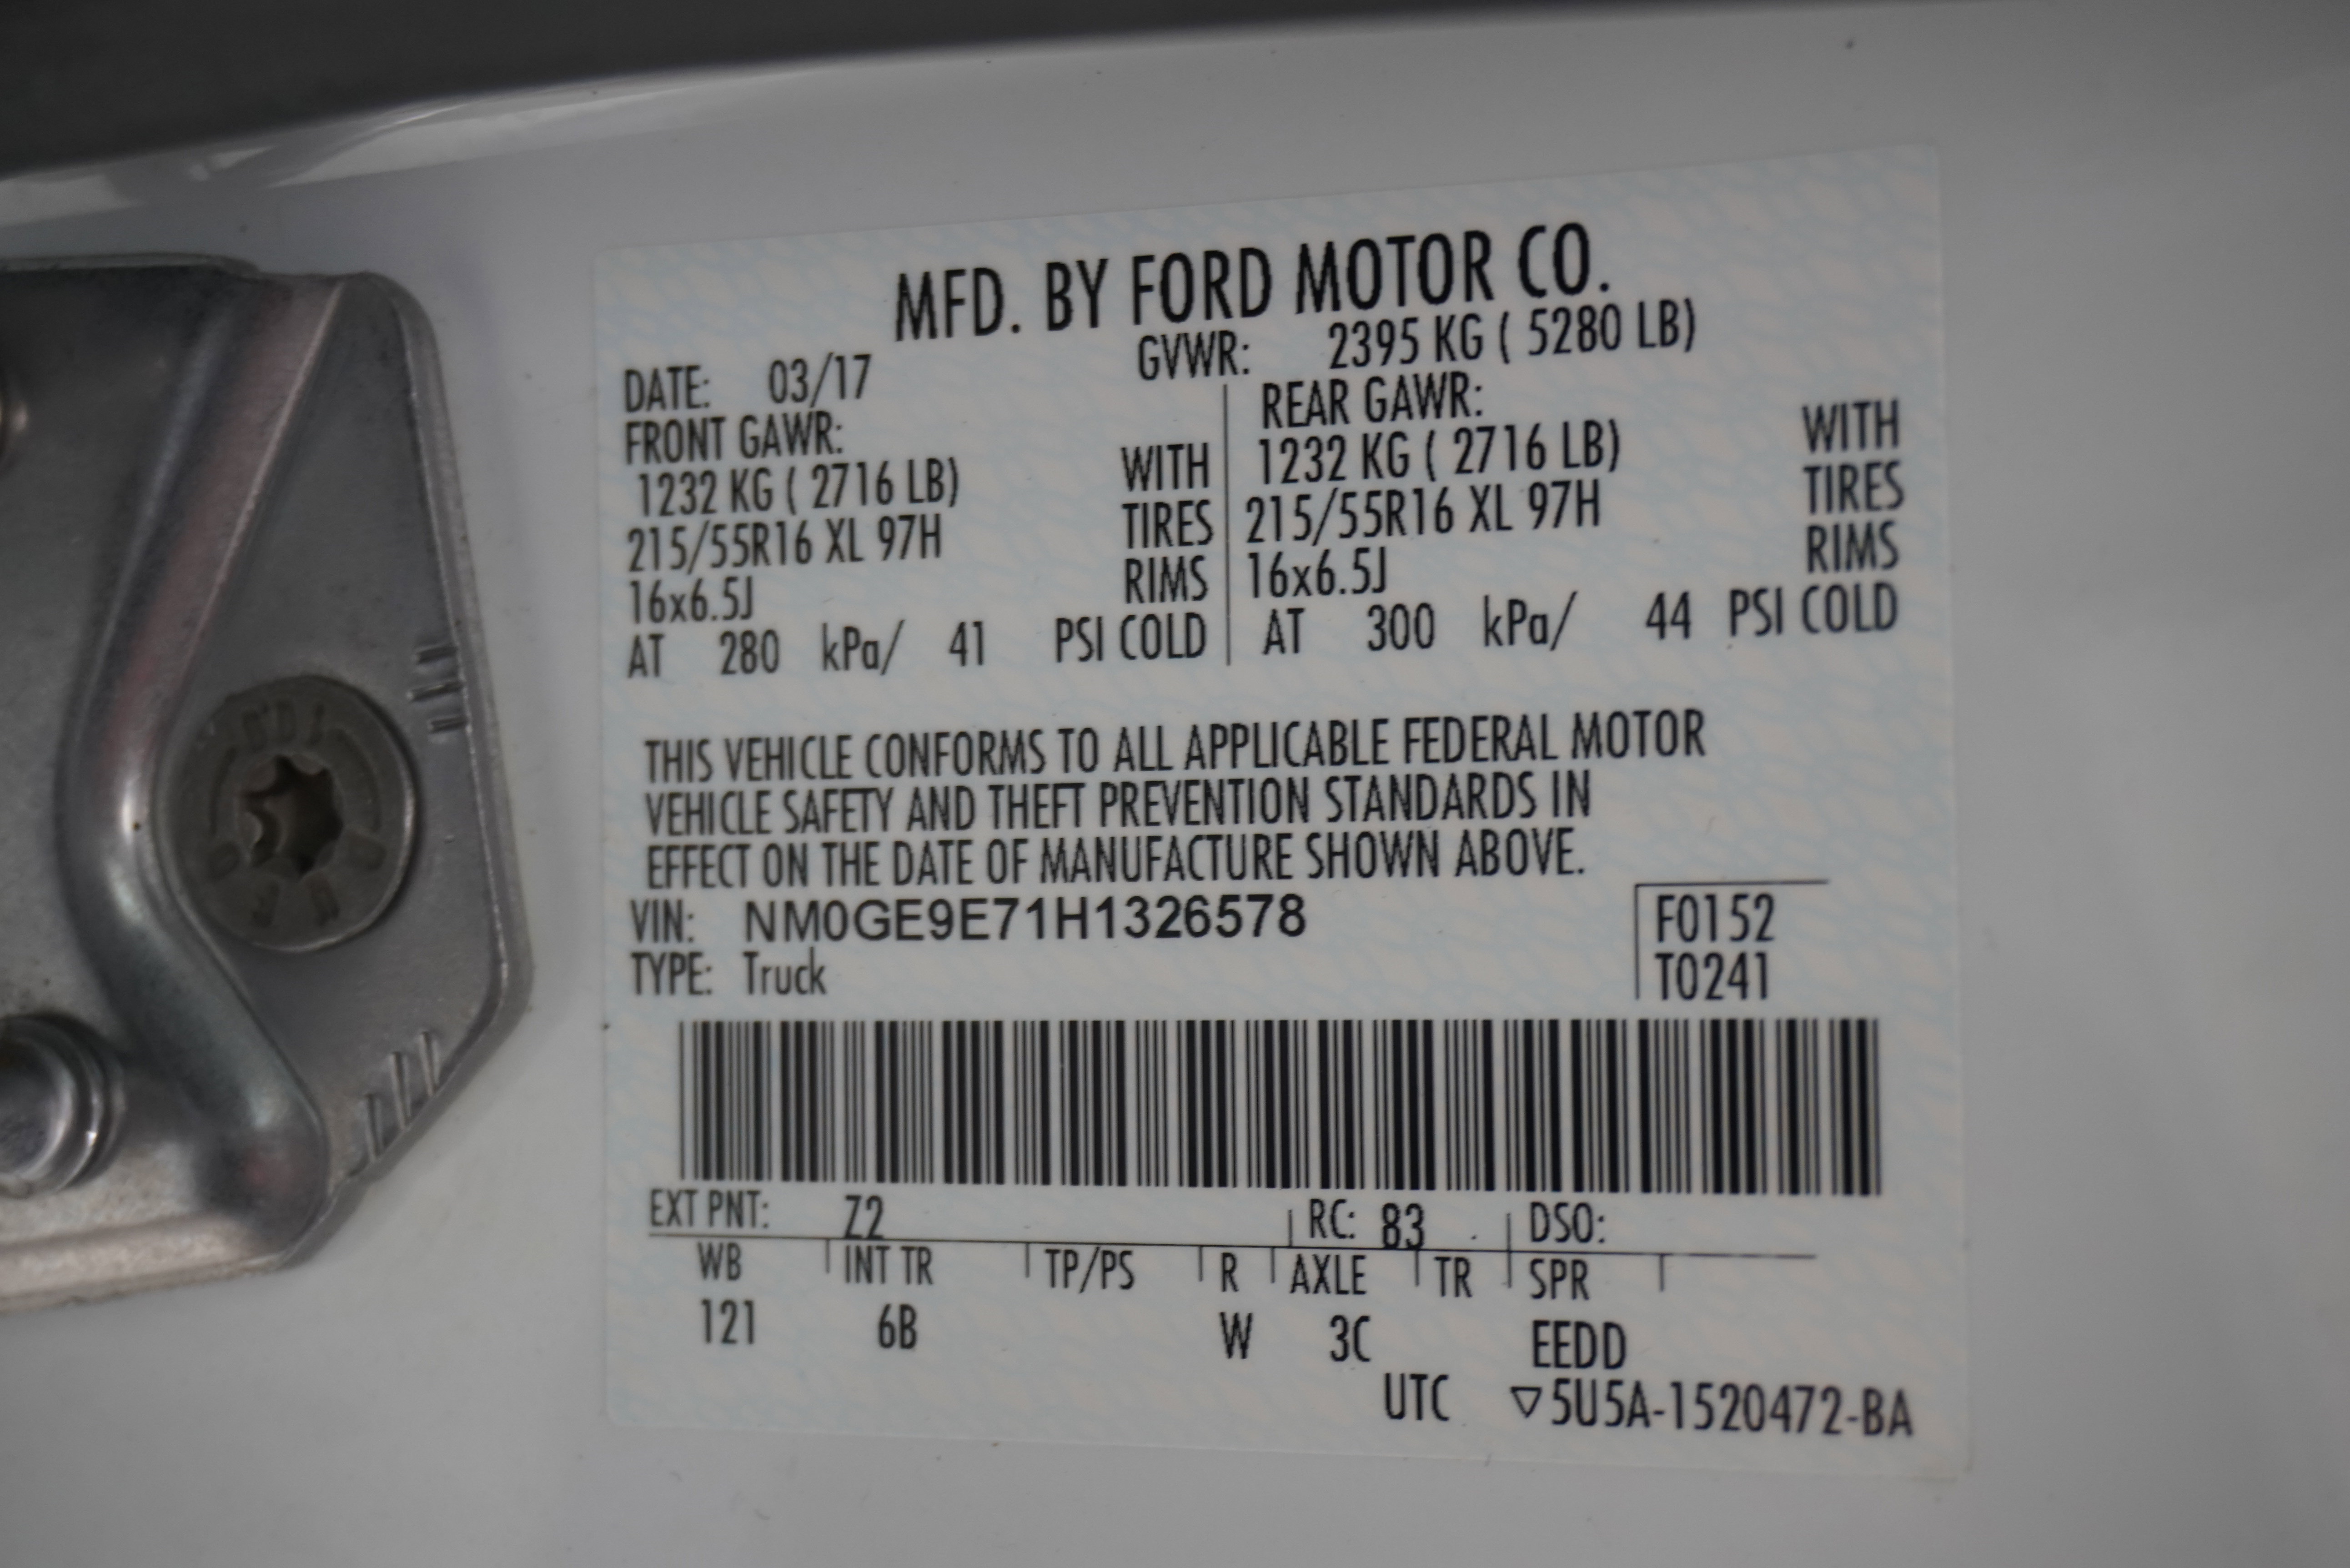 MFD. BY FORD MOTOR CO.
DATE: 03/17 GVWR: 2395 KG ( 5280 LB)
FRONT GAWR: REAR GAWR:
1232 KG ( 2716 LB) WITH 1232 KG ( 2716 LB) WITH
215/55R16 XL 97H TIRES 215/55R16 XL 97H TIRES
16x6.5J RIMS 16x6.5J RIMS
AT 280 kPa/ 41 PSI COLD AT 300 kPa/ 44 PSI COLD
THIS VEHICLE CONFORMS TO ALL APPLICABLE FEDERAL MOTOR
VEHICLE SAFETY AND THEFT PREVENTION STANDARDS IN
EFFECT ON THE DATE OF MANUFACTURE SHOWN ABOVE.
VIN: NM0GE9E71H1326578 F0152
TYPE: Truck T0241
EXT PNT: Z2 RC: 83 DSO:
WB INT TR TP/PS R AXLE TR SPR
121 6B W 3C EEDD
UTC ▽5U5A-1520472-BA